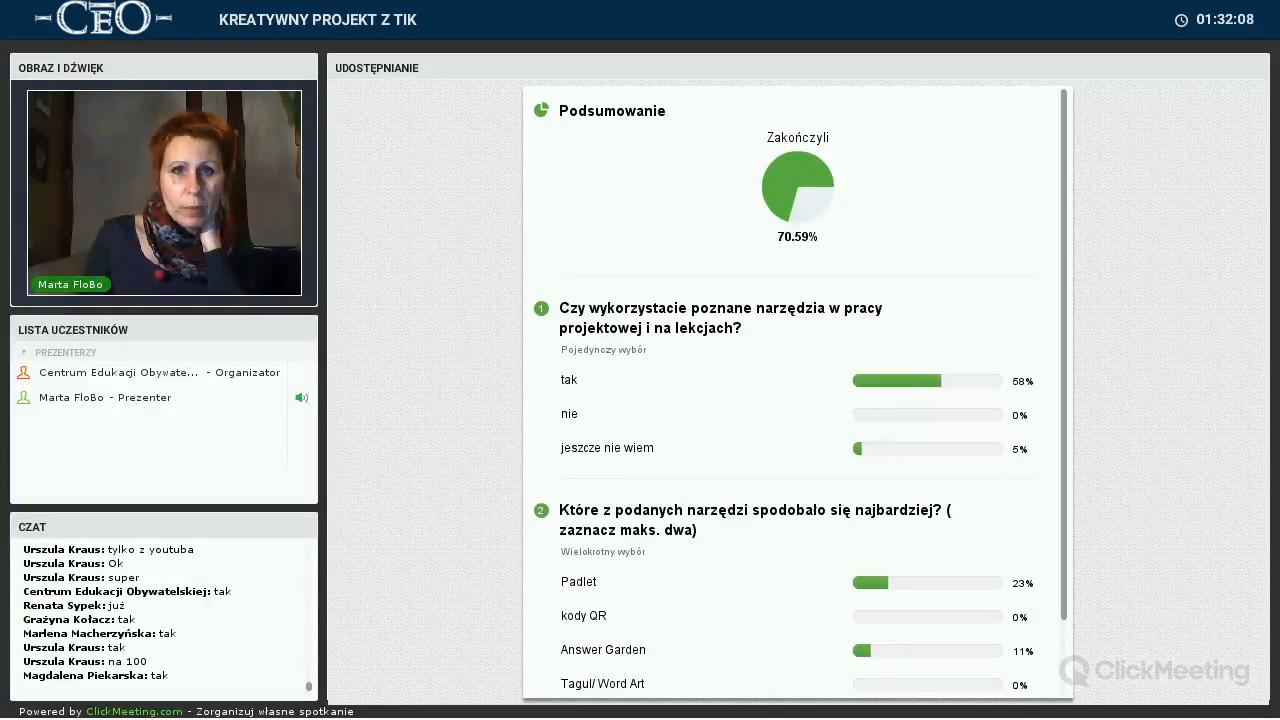 CEO
KREATYWNY PROJEKT Z TIK
01:32:08
OBRAZ I DŹWIĘK
Marta FloBo
LISTA UCZESTNIKÓW
PREZENTERZY
Centrum Edukacji Obywate... - Organizator
Marta FloBo - Prezenter
CZAT
Urszula Kraus: tylko z youtuba
Urszula Kraus: Ok
Urszula Kraus: super
Centrum Edukacji Obywatelskiej: tak
Renata Sypek: już
Grażyna Kołacz: tak
Marlena Macherzyńska: tak
Urszula Kraus: tak
Urszula Kraus: na 100
Magdalena Piekarska: tak
UDOSTĘPNIANIE
Podsumowanie
Zakończyli
70.59%
1 Czy wykorzystacie poznane narzędzia w pracy
projektowej i na lekcjach?
Pojedynczy wybór
tak 58%
nie 0%
jeszcze nie wiem 5%
2 Które z podanych narzędzi spodobało się najbardziej? (
zaznacz maks. dwa)
Wielokrotny wybór
Padlet 23%
kody QR 0%
Answer Garden 11%
Tagul/ Word Art 0%
ClickMeeting
Powered by ClickMeeting.com - Zorganizuj własne spotkanie